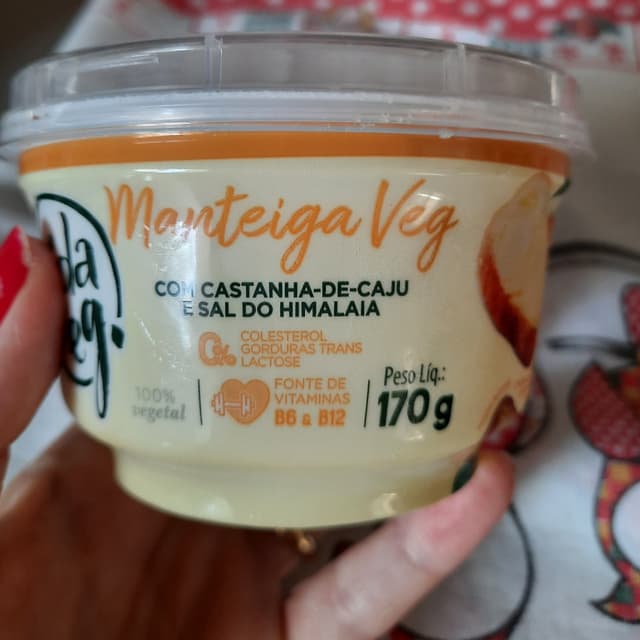 Manteiga Veg
COM CASTANHA-DE-CAJU
E SAL DO HIMALAIA
0%
COLESTEROL
GORDURAS TRANS
LACTOSE
100%
vegetal
FONTE DE
VITAMINAS
B6 & B12
Peso Líq.:
170g